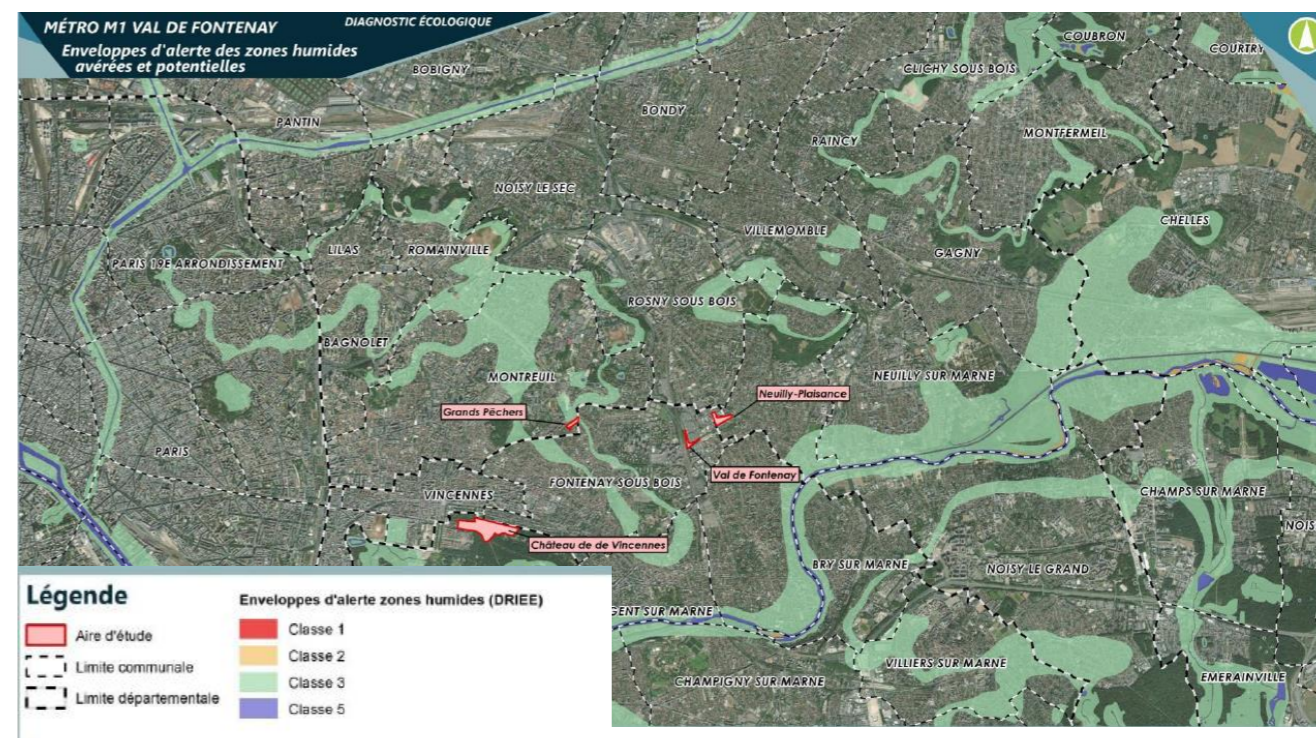 MÉTRO M1 VAL DE FONTENAY
DIAGNOSTIC ÉCOLOGIQUE
Enveloppes d'alerte des zones humides
avérées et potentielles
BOBIGNY
COUBRON
COURTRY
CLICHY SOUS BOIS
BONDY
PANTIN
RAINCY
MONTFERMEIL
NOISY LE SEC
CHELLES
VILLEMOMBLE
LILAS
ROMAINVILLE
GAGNY
PARIS 19E ARRONDISSEMENT
ROSNY SOUS BOIS
BAGNOLET
MONTREUIL
NEUILLY SUR MARNE
Neuilly-Plaisance
Grands Pêchers
PARIS
Val de Fontenay
FONTENAY SOUS BOIS
VINCENNES
CHAMPS SUR MARNE
NOIS
Château de de Vincennes
BRY SUR MARNE
NOISY LE GRAND
GENT SUR MARNE
VILLIERS SUR MARNE
CHAMPIGNY SUR MARNE
EMERAINVILLE
Légende
Aire d'étude
Limite communale
Limite départementale
Enveloppes d'alerte zones humides (DRIEE)
Classe 1
Classe 2
Classe 3
Classe 5